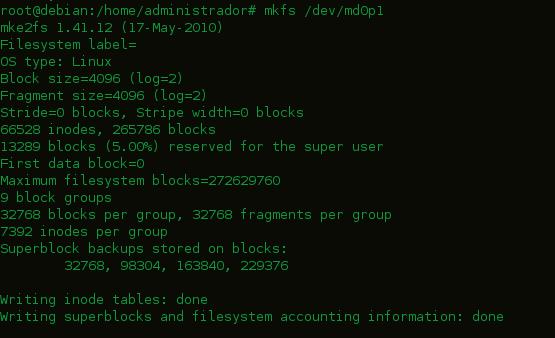 root@debian:/home/administrador# mkfs /dev/md0p1
mke2fs 1.41.12 (17-May-2010)
Filesystem label=
OS type: Linux
Block size=4096 (log=2)
Fragment size=4096 (log=2)
Stride=0 blocks, Stripe width=0 blocks
66528 inodes, 265786 blocks
13289 blocks (5.00%) reserved for the super user
First data block=0
Maximum filesystem blocks=272629760
9 block groups
32768 blocks per group, 32768 fragments per group
7392 inodes per group
Superblock backups stored on blocks:
32768, 98304, 163840, 229376
Writing inode tables: done
Writing superblocks and filesystem accounting information: done